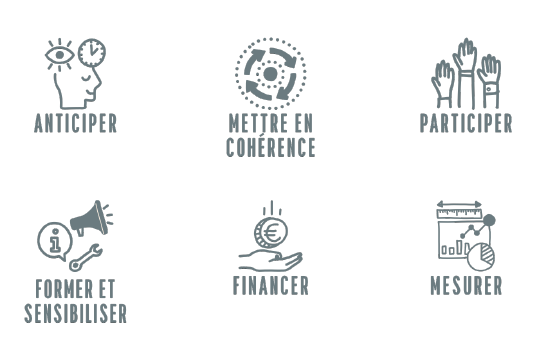 ANTICIPER
METTRE EN
COHÉRENCE
PARTICIPER
i
FORMER ET
SENSIBILISER
€
FINANCER
MESURER